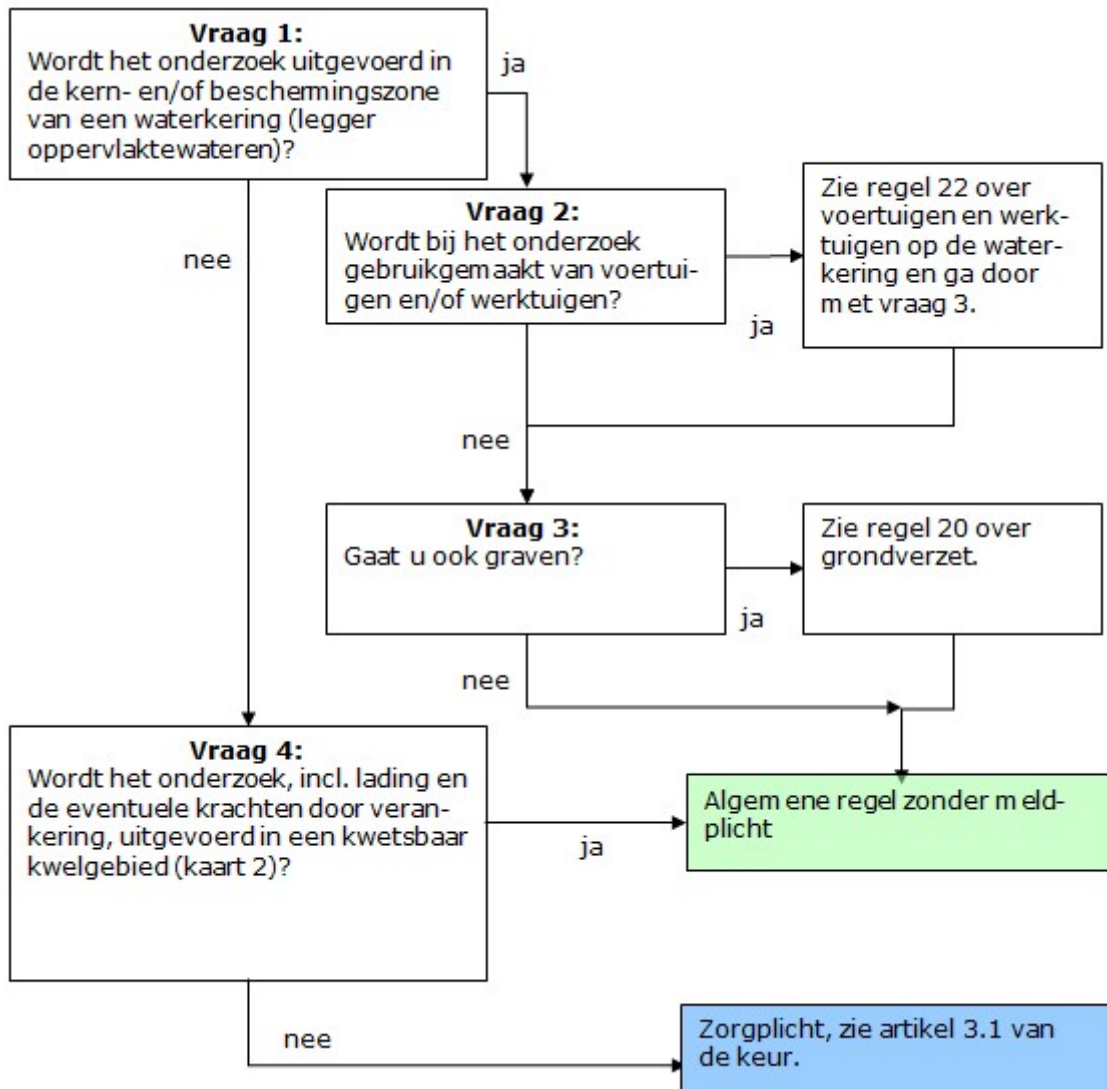 Vraag 1:
Wordt het onderzoek uitgevoerd in
de kern- en/of beschermingszone
van een waterkering (legger
oppervlaktewateren)?
ja
nee
Vraag 2:
Wordt bij het onderzoek
gebruikgemaakt van voertui-
gen en/of werktuigen?
ja
Zie regel 22 over
voertuigen en werk-
tuigen op de water-
kering en ga door
met vraag 3.
nee
Vraag 3:
Gaat u ook graven?
ja
Zie regel 20 over
grondverzet.
nee
Vraag 4:
Wordt het onderzoek, incl. lading en
de eventuele krachten door veran-
kering, uitgevoerd in een kwetsbaar
kwelgebied (kaart 2)?
ja
Algemene regel zonder meld-
plicht
nee
Zorgplicht, zie artikel 3.1 van
de keur.